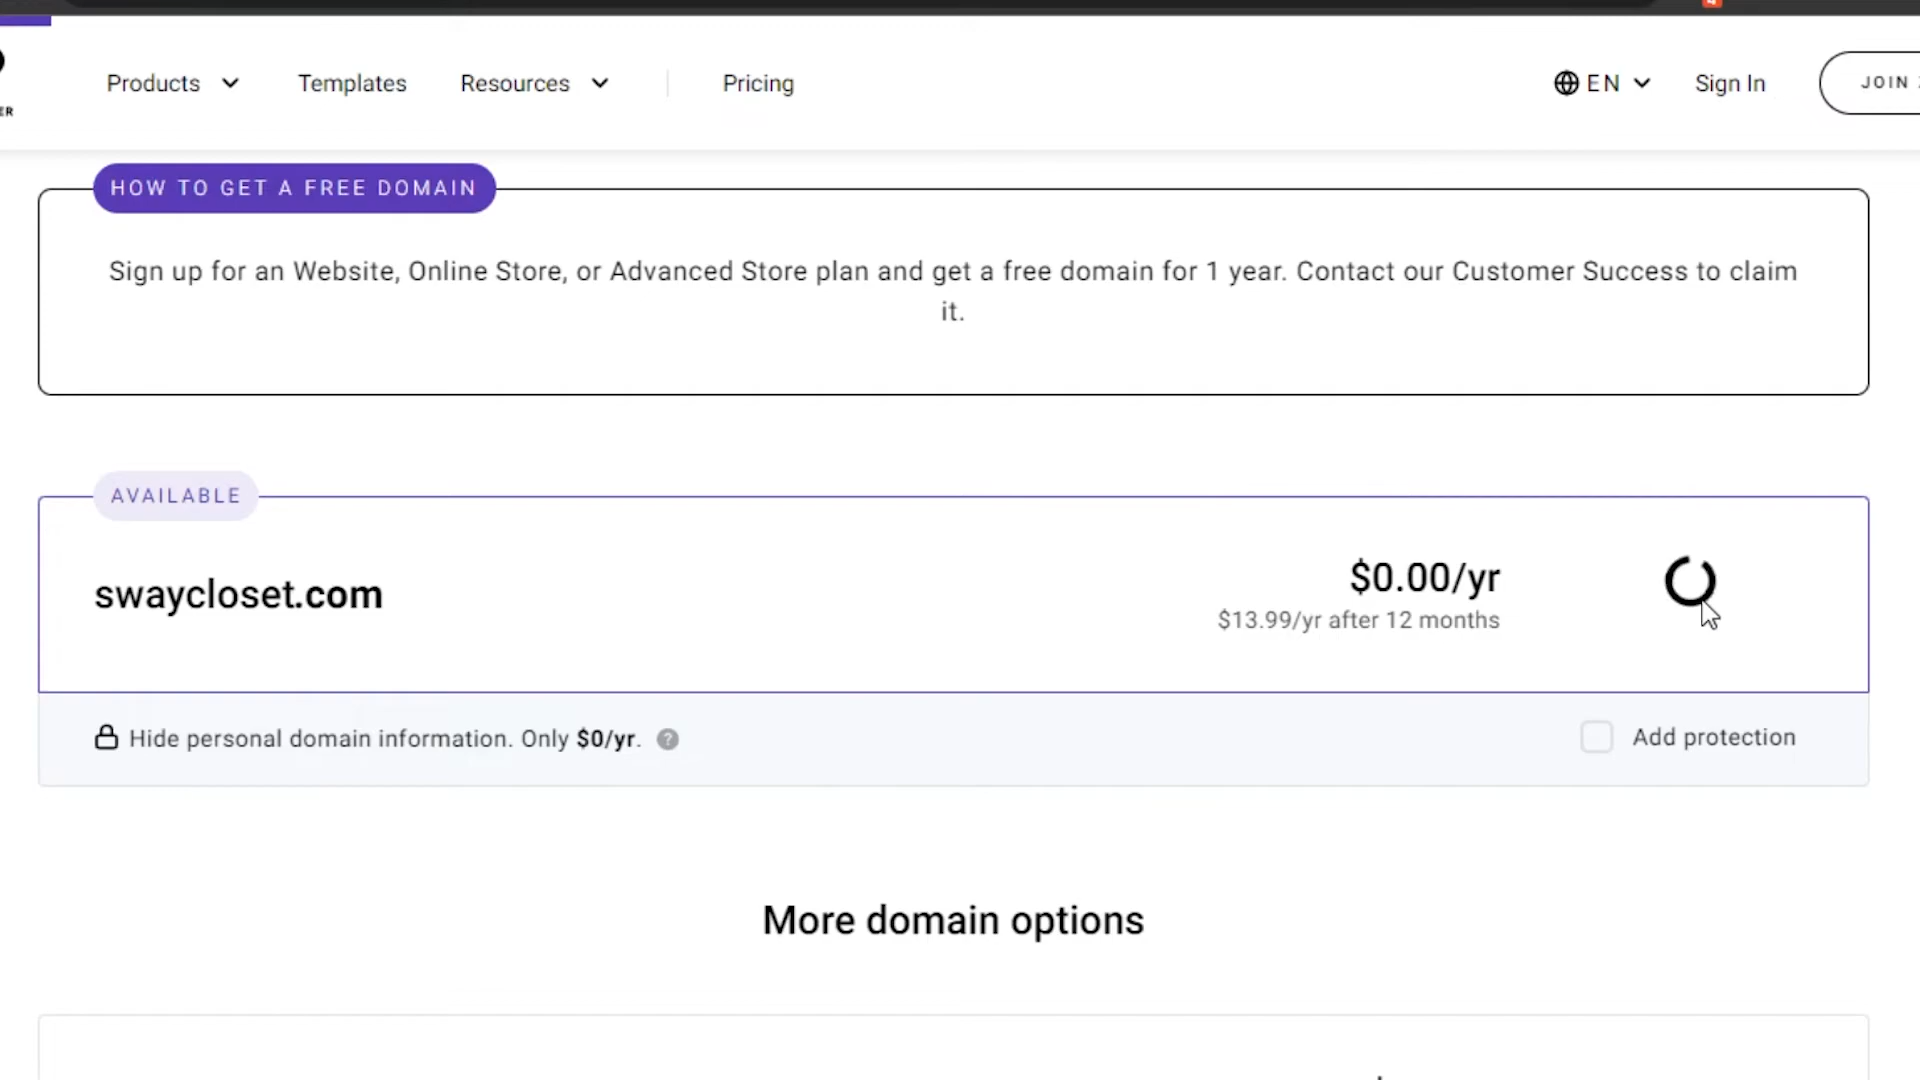 4
ER
Products
Templates
Resources
Pricing
EN
Sign In
JOIN
HOW TO GET A FREE DOMAIN
Sign up for an Website, Online Store, or Advanced Store plan and get a free domain for 1 year. Contact our Customer Success to claim
it.
AVAILABLE
swaycloset.com
$0.00/yr
$13.99/yr after 12 months
Hide personal domain information. Only $0/yr. ?
Add protection
More domain options